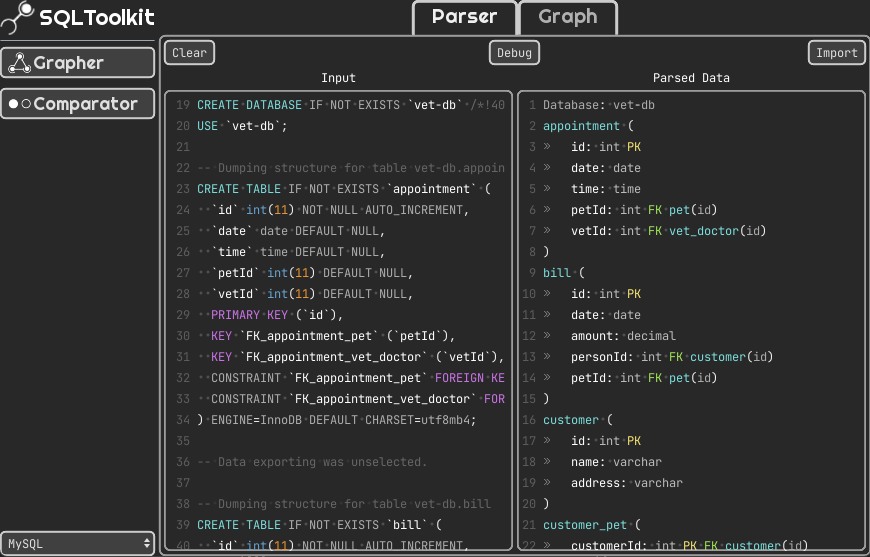 SQLToolkit
Parser
Graph
Grapher
Comparator
Clear
Debug
Import
Input
Parsed Data
19 CREATE DATABASE IF NOT EXISTS `vet-db` /*!40
20 USE `vet-db`;
21
22 -- Dumping structure for table vet-db.appoin
23 CREATE TABLE IF NOT EXISTS `appointment` (
24   `id` int(11) NOT NULL AUTO_INCREMENT,
25   `date` date DEFAULT NULL,
26   `time` time DEFAULT NULL,
27   `petId` int(11) DEFAULT NULL,
28   `vetId` int(11) DEFAULT NULL,
29   PRIMARY KEY (`id`),
30   KEY `FK_appointment_pet` (`petId`),
31   KEY `FK_appointment_vet_doctor` (`vetId`),
32   CONSTRAINT `FK_appointment_pet` FOREIGN KE
33   CONSTRAINT `FK_appointment_vet_doctor` FOR
34 ) ENGINE=InnoDB DEFAULT CHARSET=utf8mb4;
35
36 -- Data exporting was unselected.
37
38 -- Dumping structure for table vet-db.bill
39 CREATE TABLE IF NOT EXISTS `bill` (
40   `id` int(11) NOT NULL AUTO_INCREMENT,
1 Database: vet-db
2 appointment (
3 »   id: int PK
4 »   date: date
5 »   time: time
6 »   petId: int FK pet(id)
7 »   vetId: int FK vet_doctor(id)
8 )
9 bill (
10 »   id: int PK
11 »   date: date
12 »   amount: decimal
13 »   personId: int FK customer(id)
14 »   petId: int FK pet(id)
15 )
16 customer (
17 »   id: int PK
18 »   name: varchar
19 »   address: varchar
20 )
21 customer_pet (
22 »   customerId: int PK FK customer(id)
MySQL